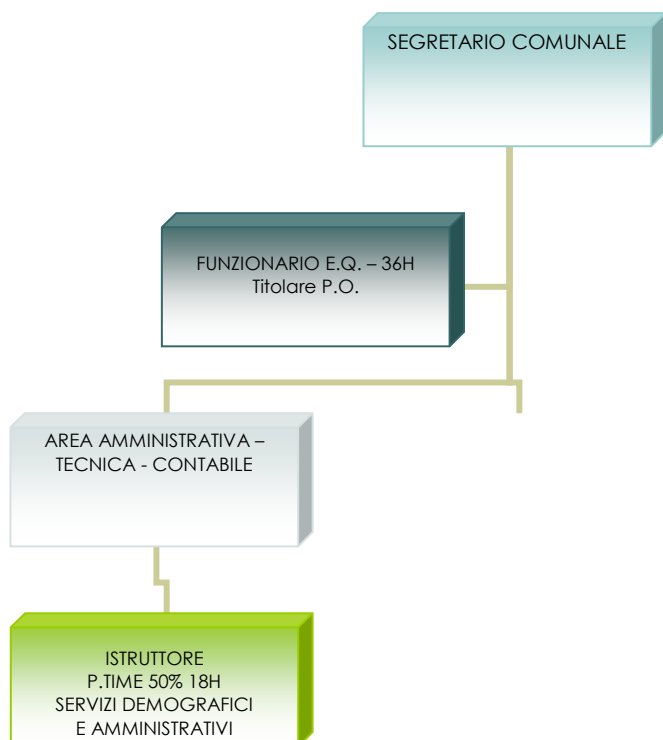 SEGRETARIO COMUNALE
FUNZIONARIO E.Q. – 36H
Titolare P.O.
AREA AMMINISTRATIVA –
TECNICA - CONTABILE
ISTRUTTORE
P.TIME 50% 18H
SERVIZI DEMOGRAFICI
E AMMINISTRATIVI